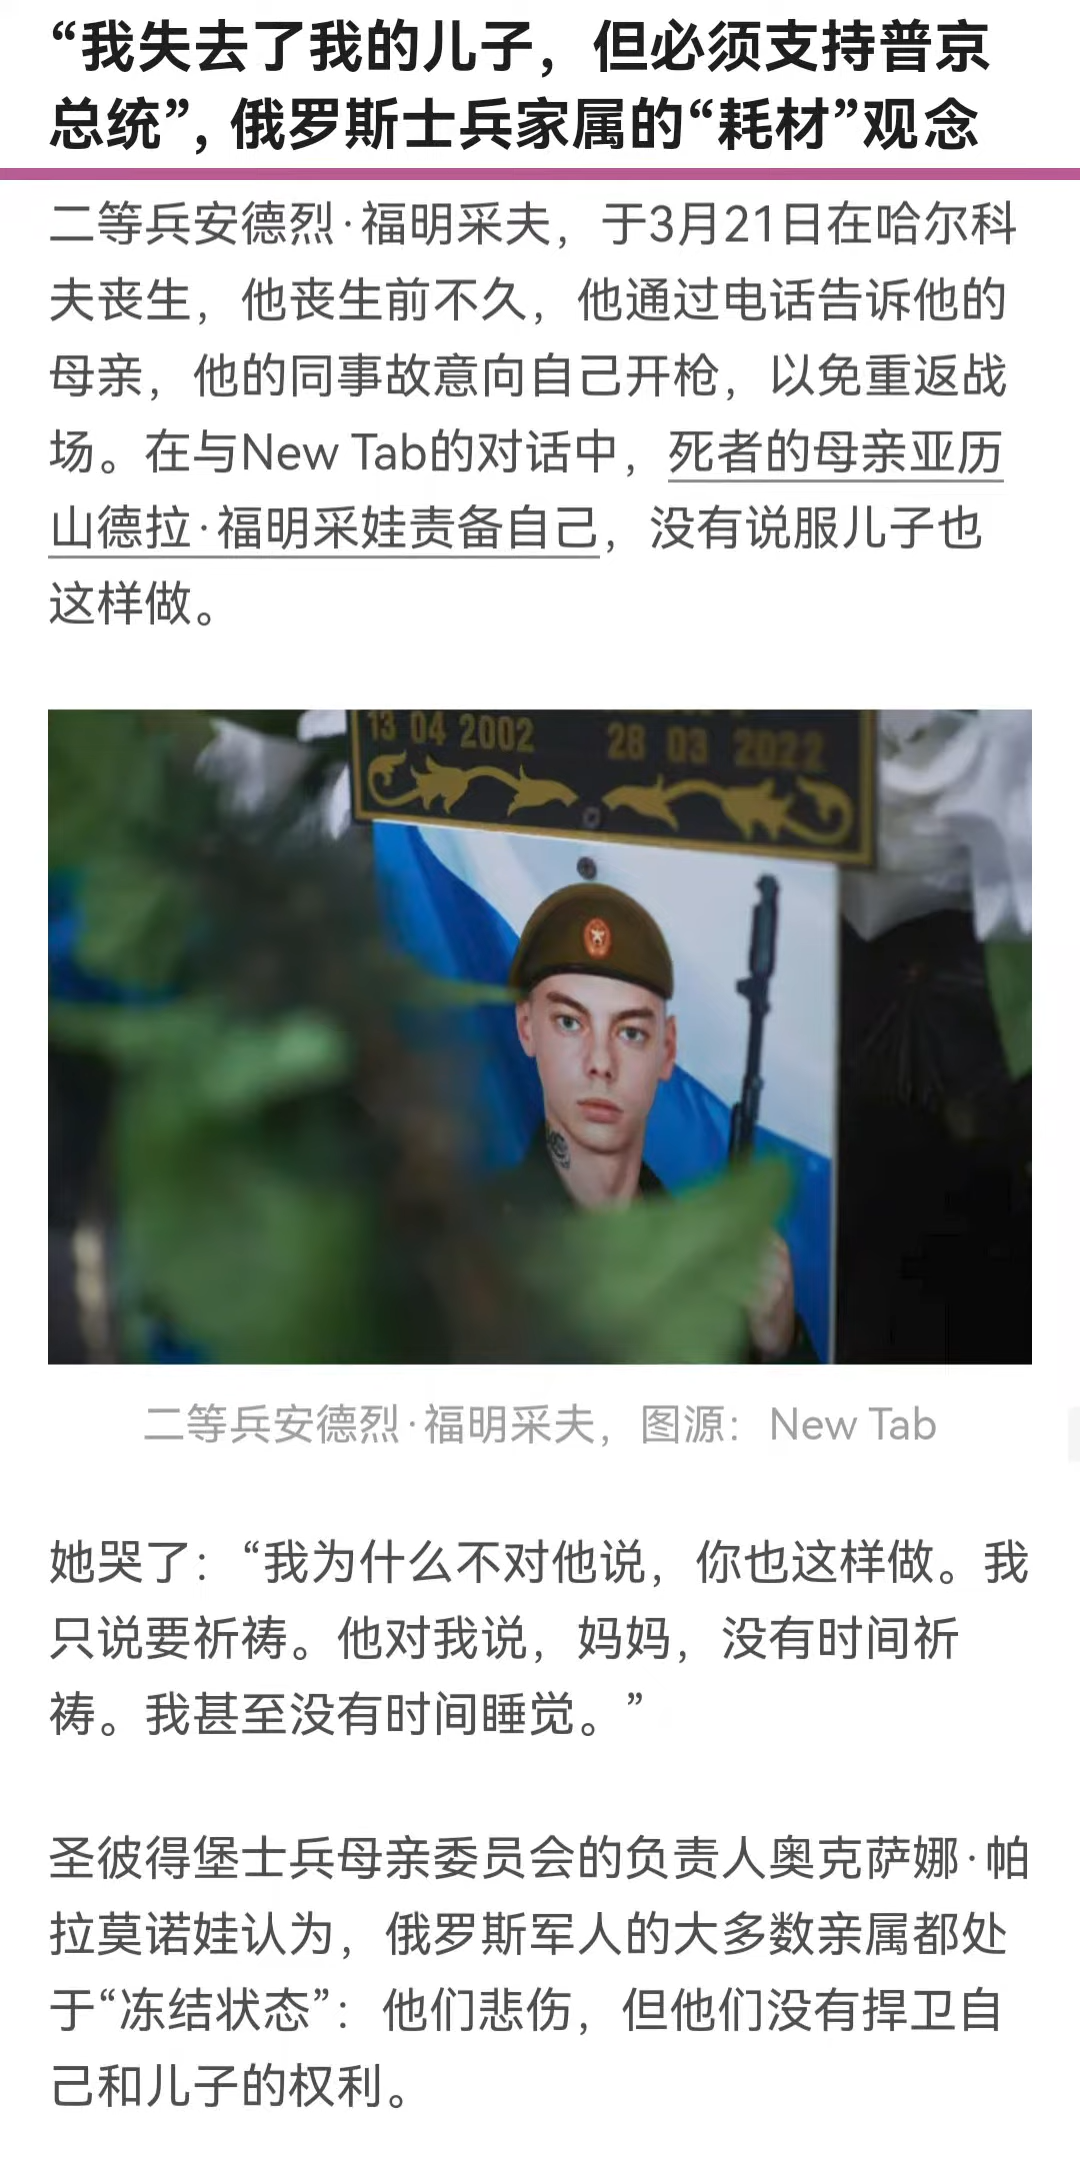 “我失去了我的儿子，但必须支持普京
总统”, 俄罗斯士兵家属的“耗材”观念
二等兵安德烈·福明采夫，于3月21日在哈尔科
夫丧生，他丧生前不久，他通过电话告诉他的
母亲，他的同事故意向自己开枪，以免重返战
场。在与New Tab的对话中，死者的母亲亚历
山德拉·福明采娃责备自己，没有说服儿子也
这样做。
13 04 2002 28 03 2022
二等兵安德烈·福明采夫，图源：New Tab
她哭了：“我为什么不对他说，你也这样做。我
只说要祈祷。他对我说，妈妈，没有时间祈
祷。我甚至没有时间睡觉。”
圣彼得堡士兵母亲委员会的负责人奥克萨娜·帕
拉莫诺娃认为，俄罗斯军人的大多数亲属都处
于“冻结状态”：他们悲伤，但他们没有捍卫自
己和儿子的权利。